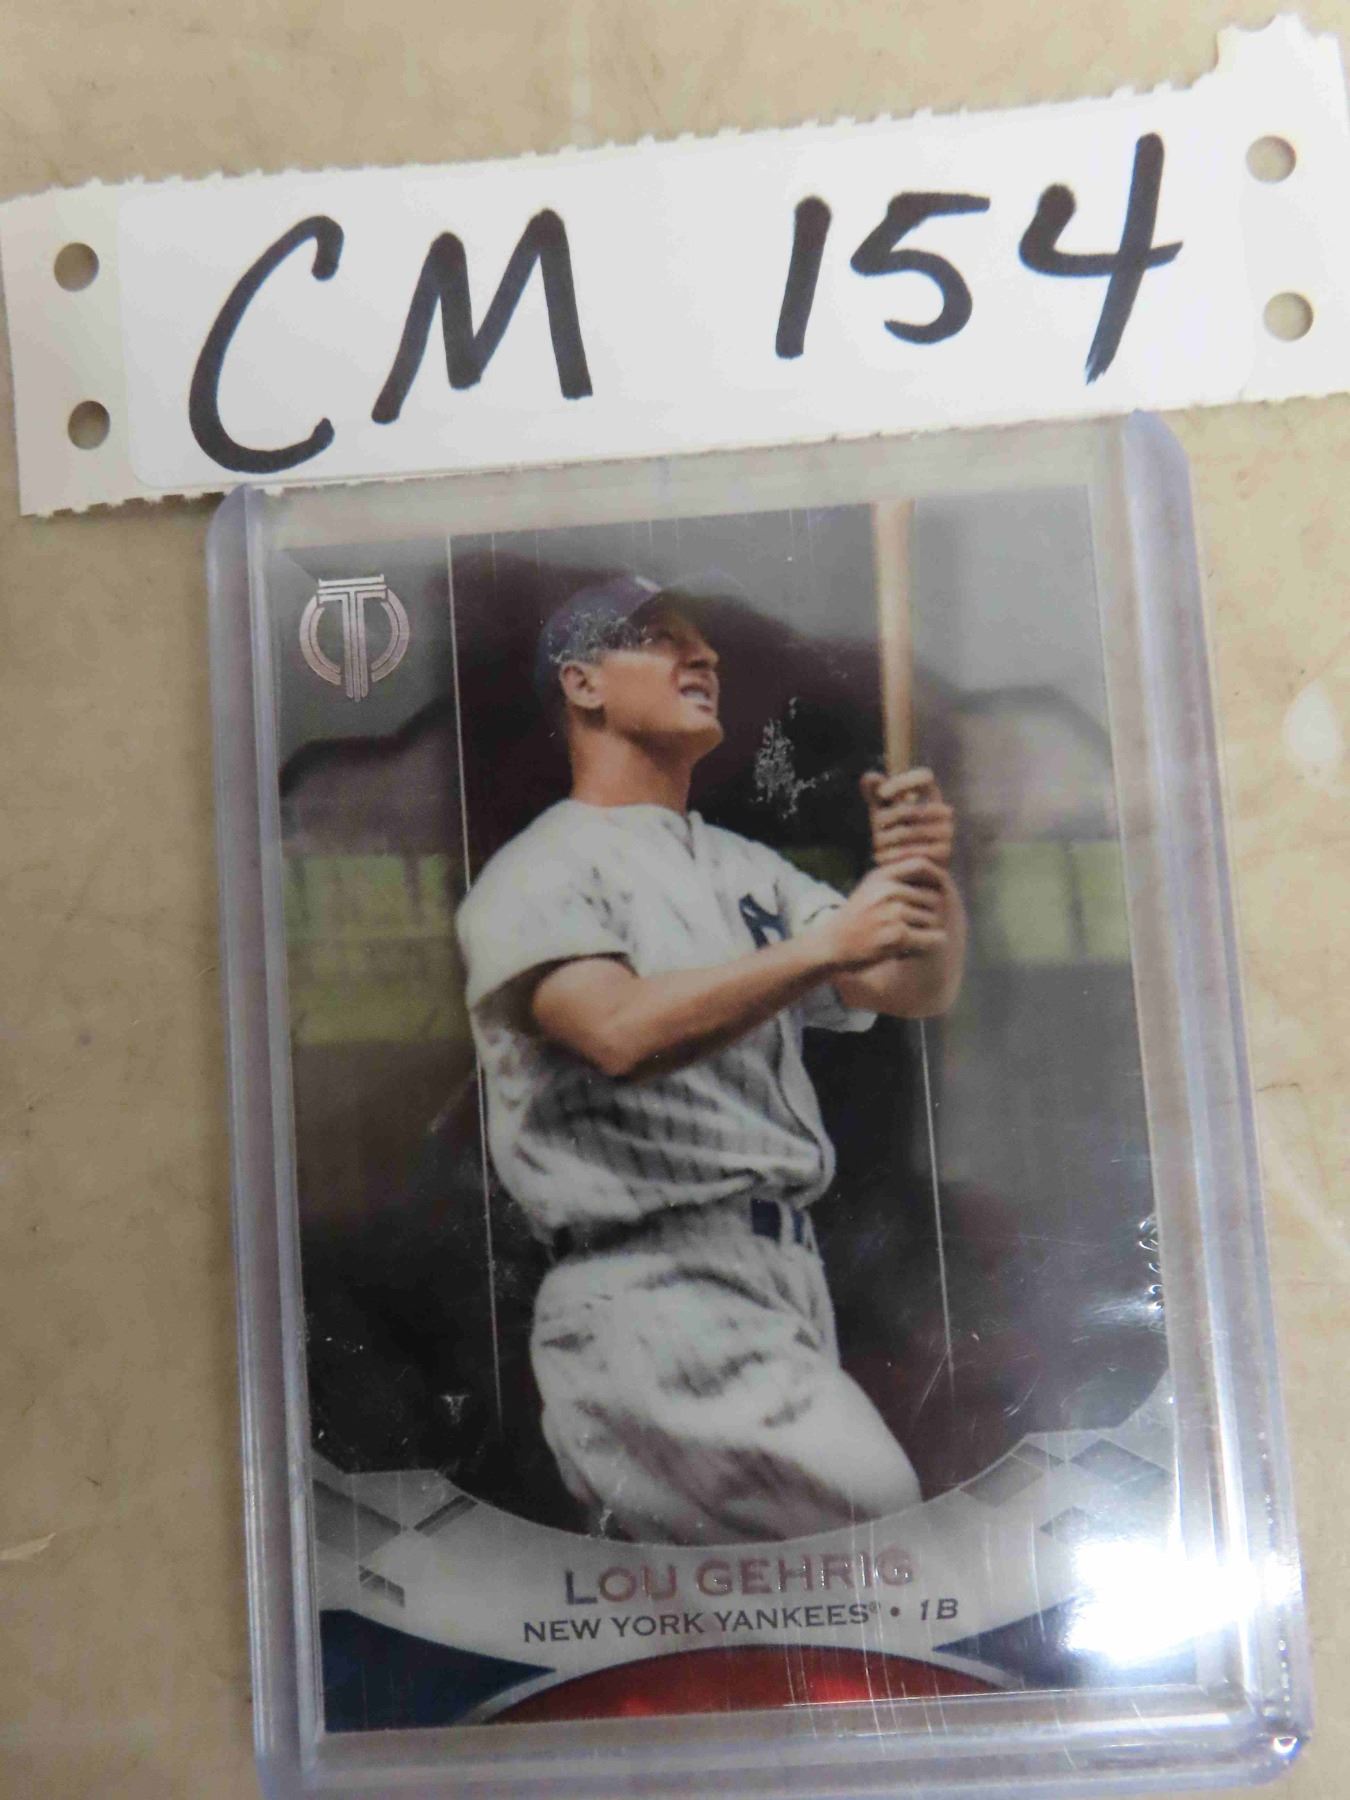 CM 154
T
LOU GEHRIG
NEW YORK YANKEES® • 1B